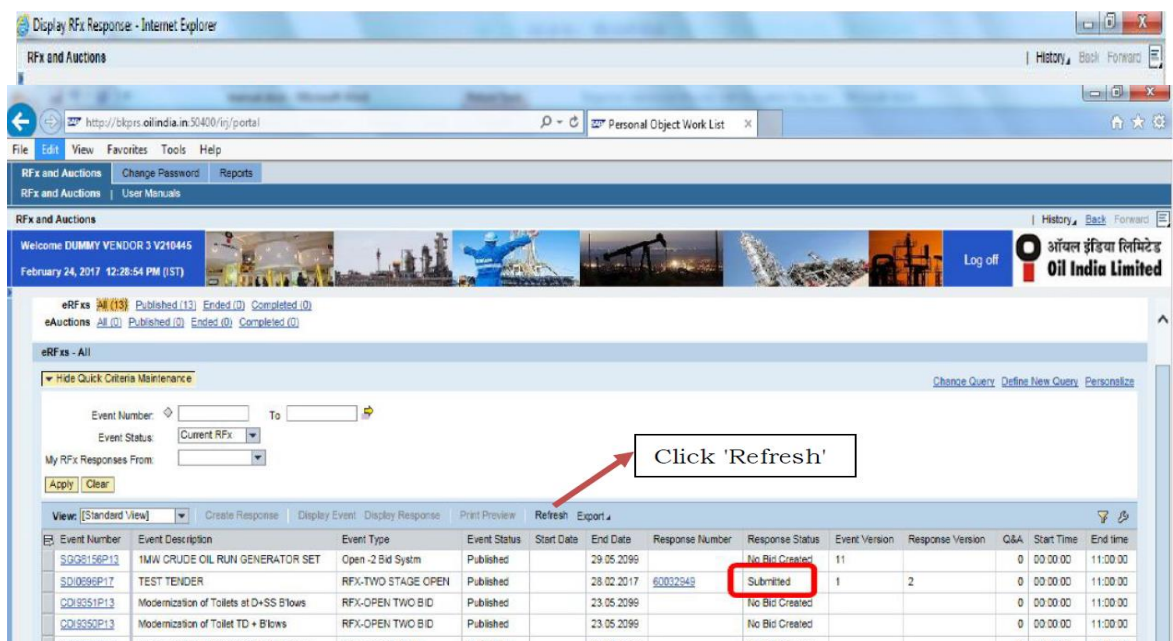 Display RFx Response: - Internet Explorer
RFx and Auctions | History Back Forward
http://bkprs.oilindia.in:50400/irj/portal Personal Object Work List
File Edit View Favorites Tools Help
RFx and Auctions Change Password Reports
RFx and Auctions | User Manuals
RFx and Auctions | History Back Forward
Welcome DUMMY VENDOR 3 V210445
February 24, 2017 12:28:54 PM (IST)
Log off
ऑयल इंडिया लिमिटेड
Oil India Limited
eRFxs All (13) Published (13) Ended (0) Completed (0)
eAuctions All (0) Published (0) Ended (0) Completed (0)
eRFxs - All
Hide Quick Criteria Maintenance Change Query Define New Query Personalize
Event Number: To
Event Status: Current RFx
My RFx Responses From:
Click 'Refresh'
Apply Clear
View: [Standard View] Create Response Display Event Display Response Print Preview Refresh Export
Event Number Event Description Event Type Event Status Start Date End Date Response Number Response Status Event Version Response Version Q&A Start Time End time
SGG8156P13 1MW CRUDE OIL RUN GENERATOR SET Open -2 Bid Systm Published 29.05.2099 No Bid Created 11 0 00:00:00 11:00:00
SDI0696P17 TEST TENDER RFX-TWO STAGE OPEN Published 28.02.2017 60032949 Submitted 1 2 0 00:00:00 11:00:00
CDI9351P13 Modernization of Toilets at D+SS B'lows RFX-OPEN TWO BID Published 23.05.2099 No Bid Created 0 00:00:00 11:00:00
CDI9350P13 Modernization of Toilet TD + B'lows RFX-OPEN TWO BID Published 23.05.2099 No Bid Created 0 00:00:00 11:00:00